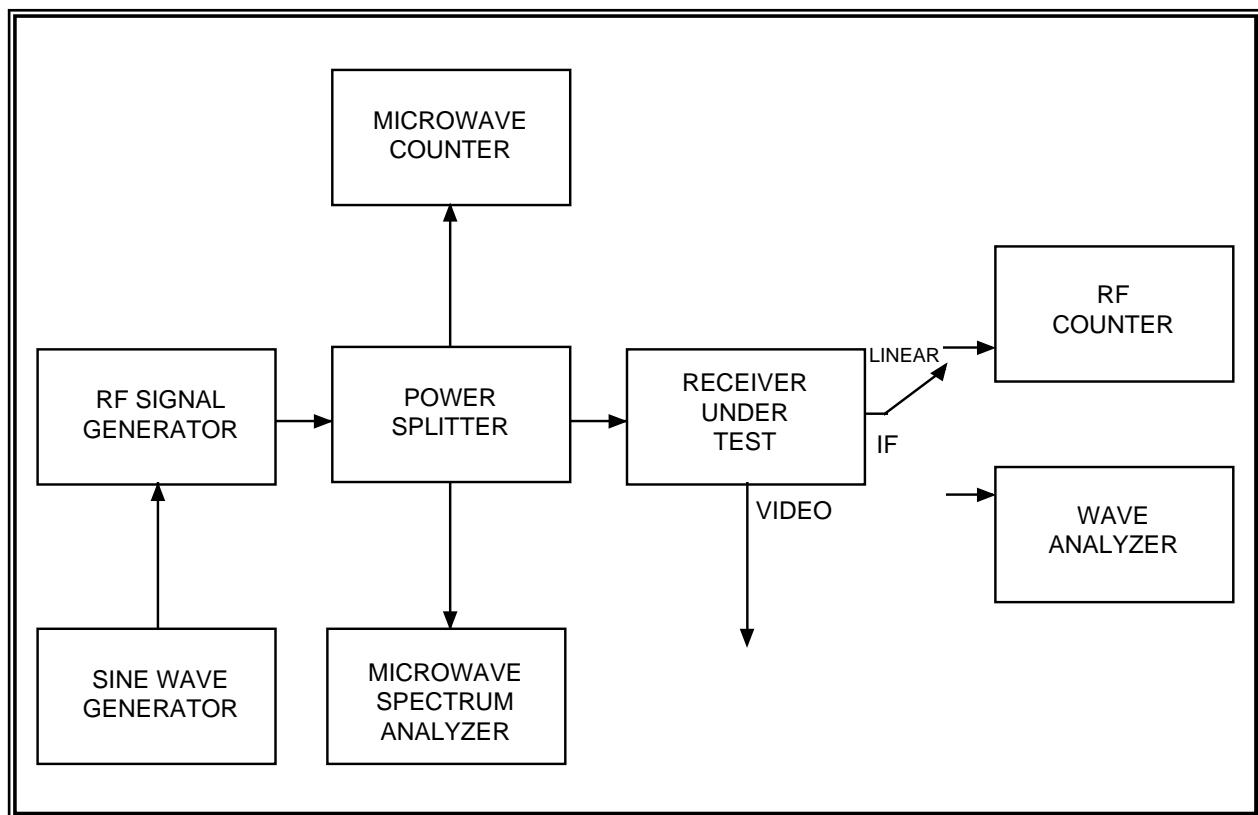 MICROWAVE
COUNTER
RF
COUNTER
RF SIGNAL
GENERATOR
POWER
SPLITTER
RECEIVER
UNDER
TEST
LINEAR
IF
VIDEO
WAVE
ANALYZER
SINE WAVE
GENERATOR
MICROWAVE
SPECTRUM
ANALYZER